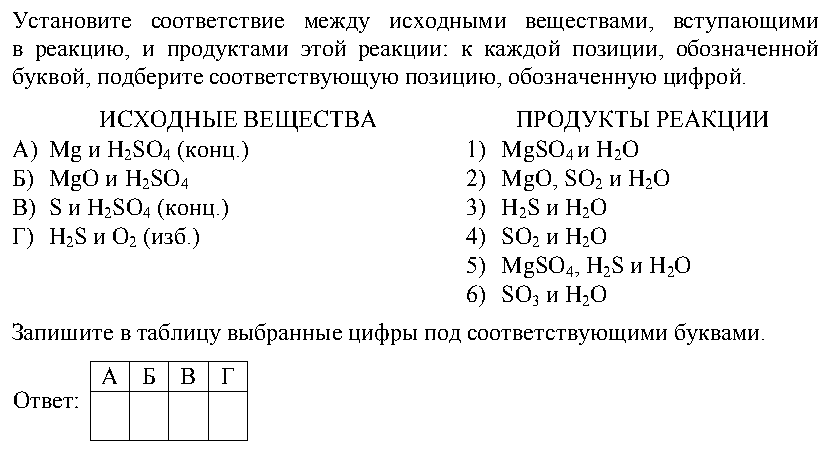 Установите соответствие между исходными веществами, вступающими
в реакцию, и продуктами этой реакции: к каждой позиции, обозначенной
буквой, подберите соответствующую позицию, обозначенную цифрой.
ИСХОДНЫЕ ВЕЩЕСТВА
А) Mg и H₂SO₄ (конц.)
Б) MgO и H₂SO₄
В) S и H₂SO₄ (конц.)
Г) H₂S и O₂ (изб.)
ПРОДУКТЫ РЕАКЦИИ
1) MgSO₄ и H₂O
2) MgO, SO₂ и H₂O
3) H₂S и H₂O
4) SO₂ и H₂O
5) MgSO₄, H₂S и H₂O
6) SO₃ и H₂O
Запишите в таблицу выбранные цифры под соответствующими буквами.
А Б В Г
Ответ: